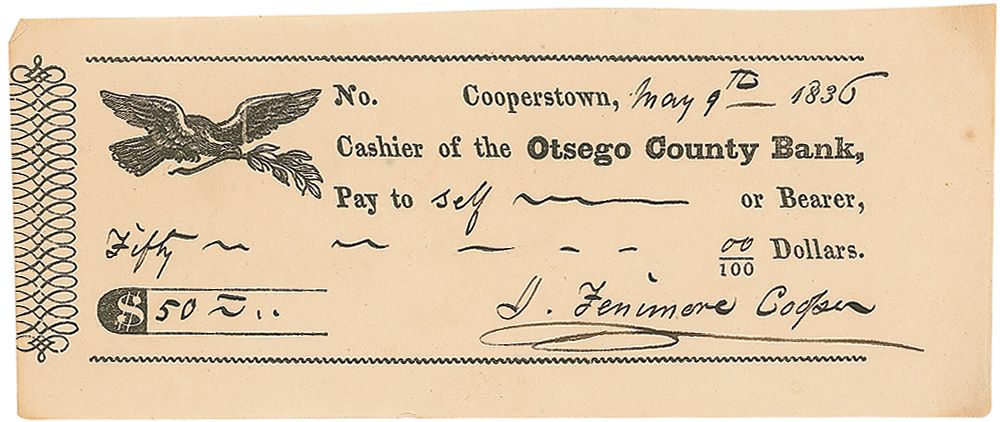 No. Cooperstown, May 9th 1836
Cashier of the Otsego County Bank,
Pay to self or Bearer,
Fifty 00/100 Dollars.
$ 50
J. Fenimore Cooper